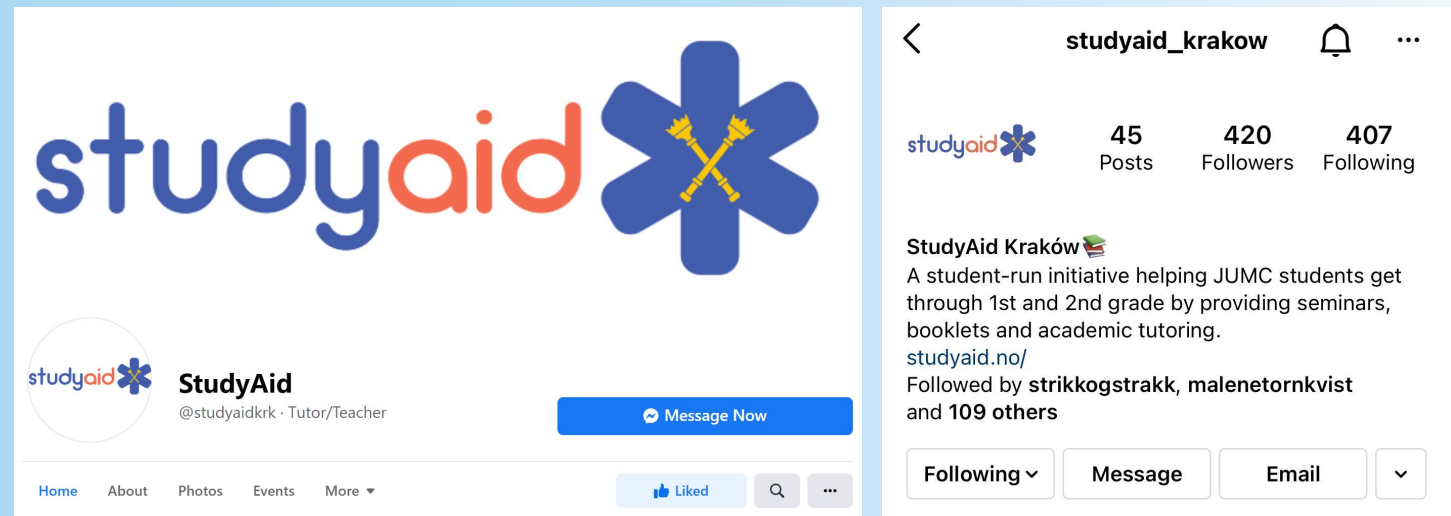 studyaid
studyaid
StudyAid
@studyaidkrk · Tutor/Teacher
Message Now
Home About Photos Events More
Liked
studyaid_krakow
studyaid
45 420 407
Posts Followers Following
StudyAid Kraków
A student-run initiative helping JUMC students get
through 1st and 2nd grade by providing seminars,
booklets and academic tutoring.
studyaid.no/
Followed by strikkogstrakk, malenetornkvist
and 109 others
Following Message Email